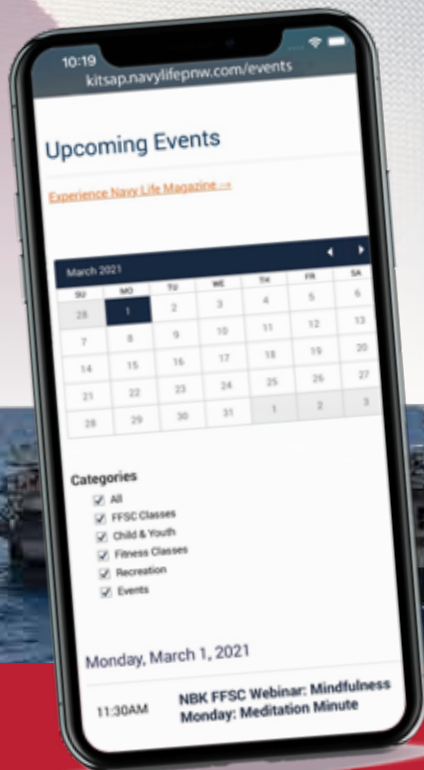 10:19
kitsap.navylifepnw.com/events
Upcoming Events
Experience Navy Life Magazine →
March 2021
SU MO TU WE TH FR SA
28 1 2 3 4 5 6
7 8 9 10 11 12 13
14 15 16 17 18 19 20
21 22 23 24 25 26 27
28 29 30 31 1 2 3
Categories
All
FFSC Classes
Child & Youth
Fitness Classes
Recreation
Events
Monday, March 1, 2021
11:30AM NBK FFSC Webinar: Mindfulness
Monday: Meditation Minute